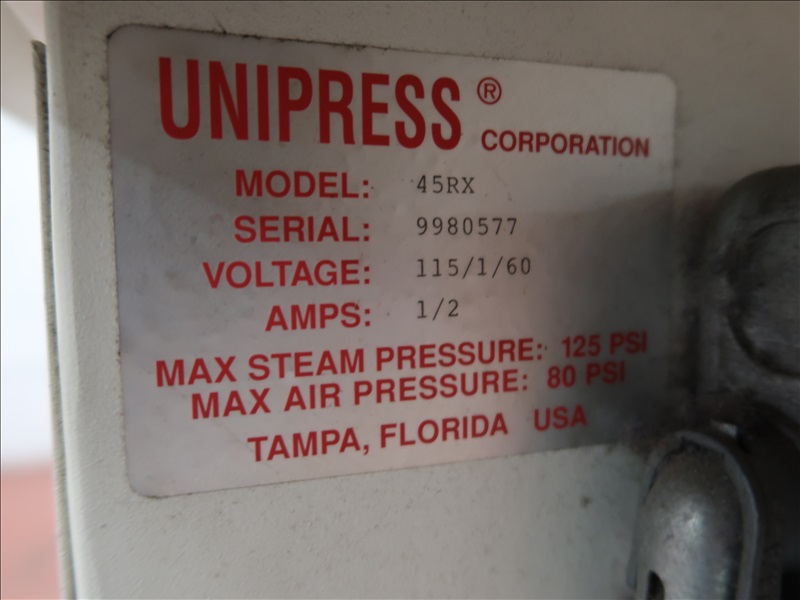 UNIPRESS ® CORPORATION
MODEL: 45RX
SERIAL: 9980577
VOLTAGE: 115/1/60
AMPS: 1/2
MAX STEAM PRESSURE: 125 PSI
MAX AIR PRESSURE: 80 PSI
TAMPA, FLORIDA USA